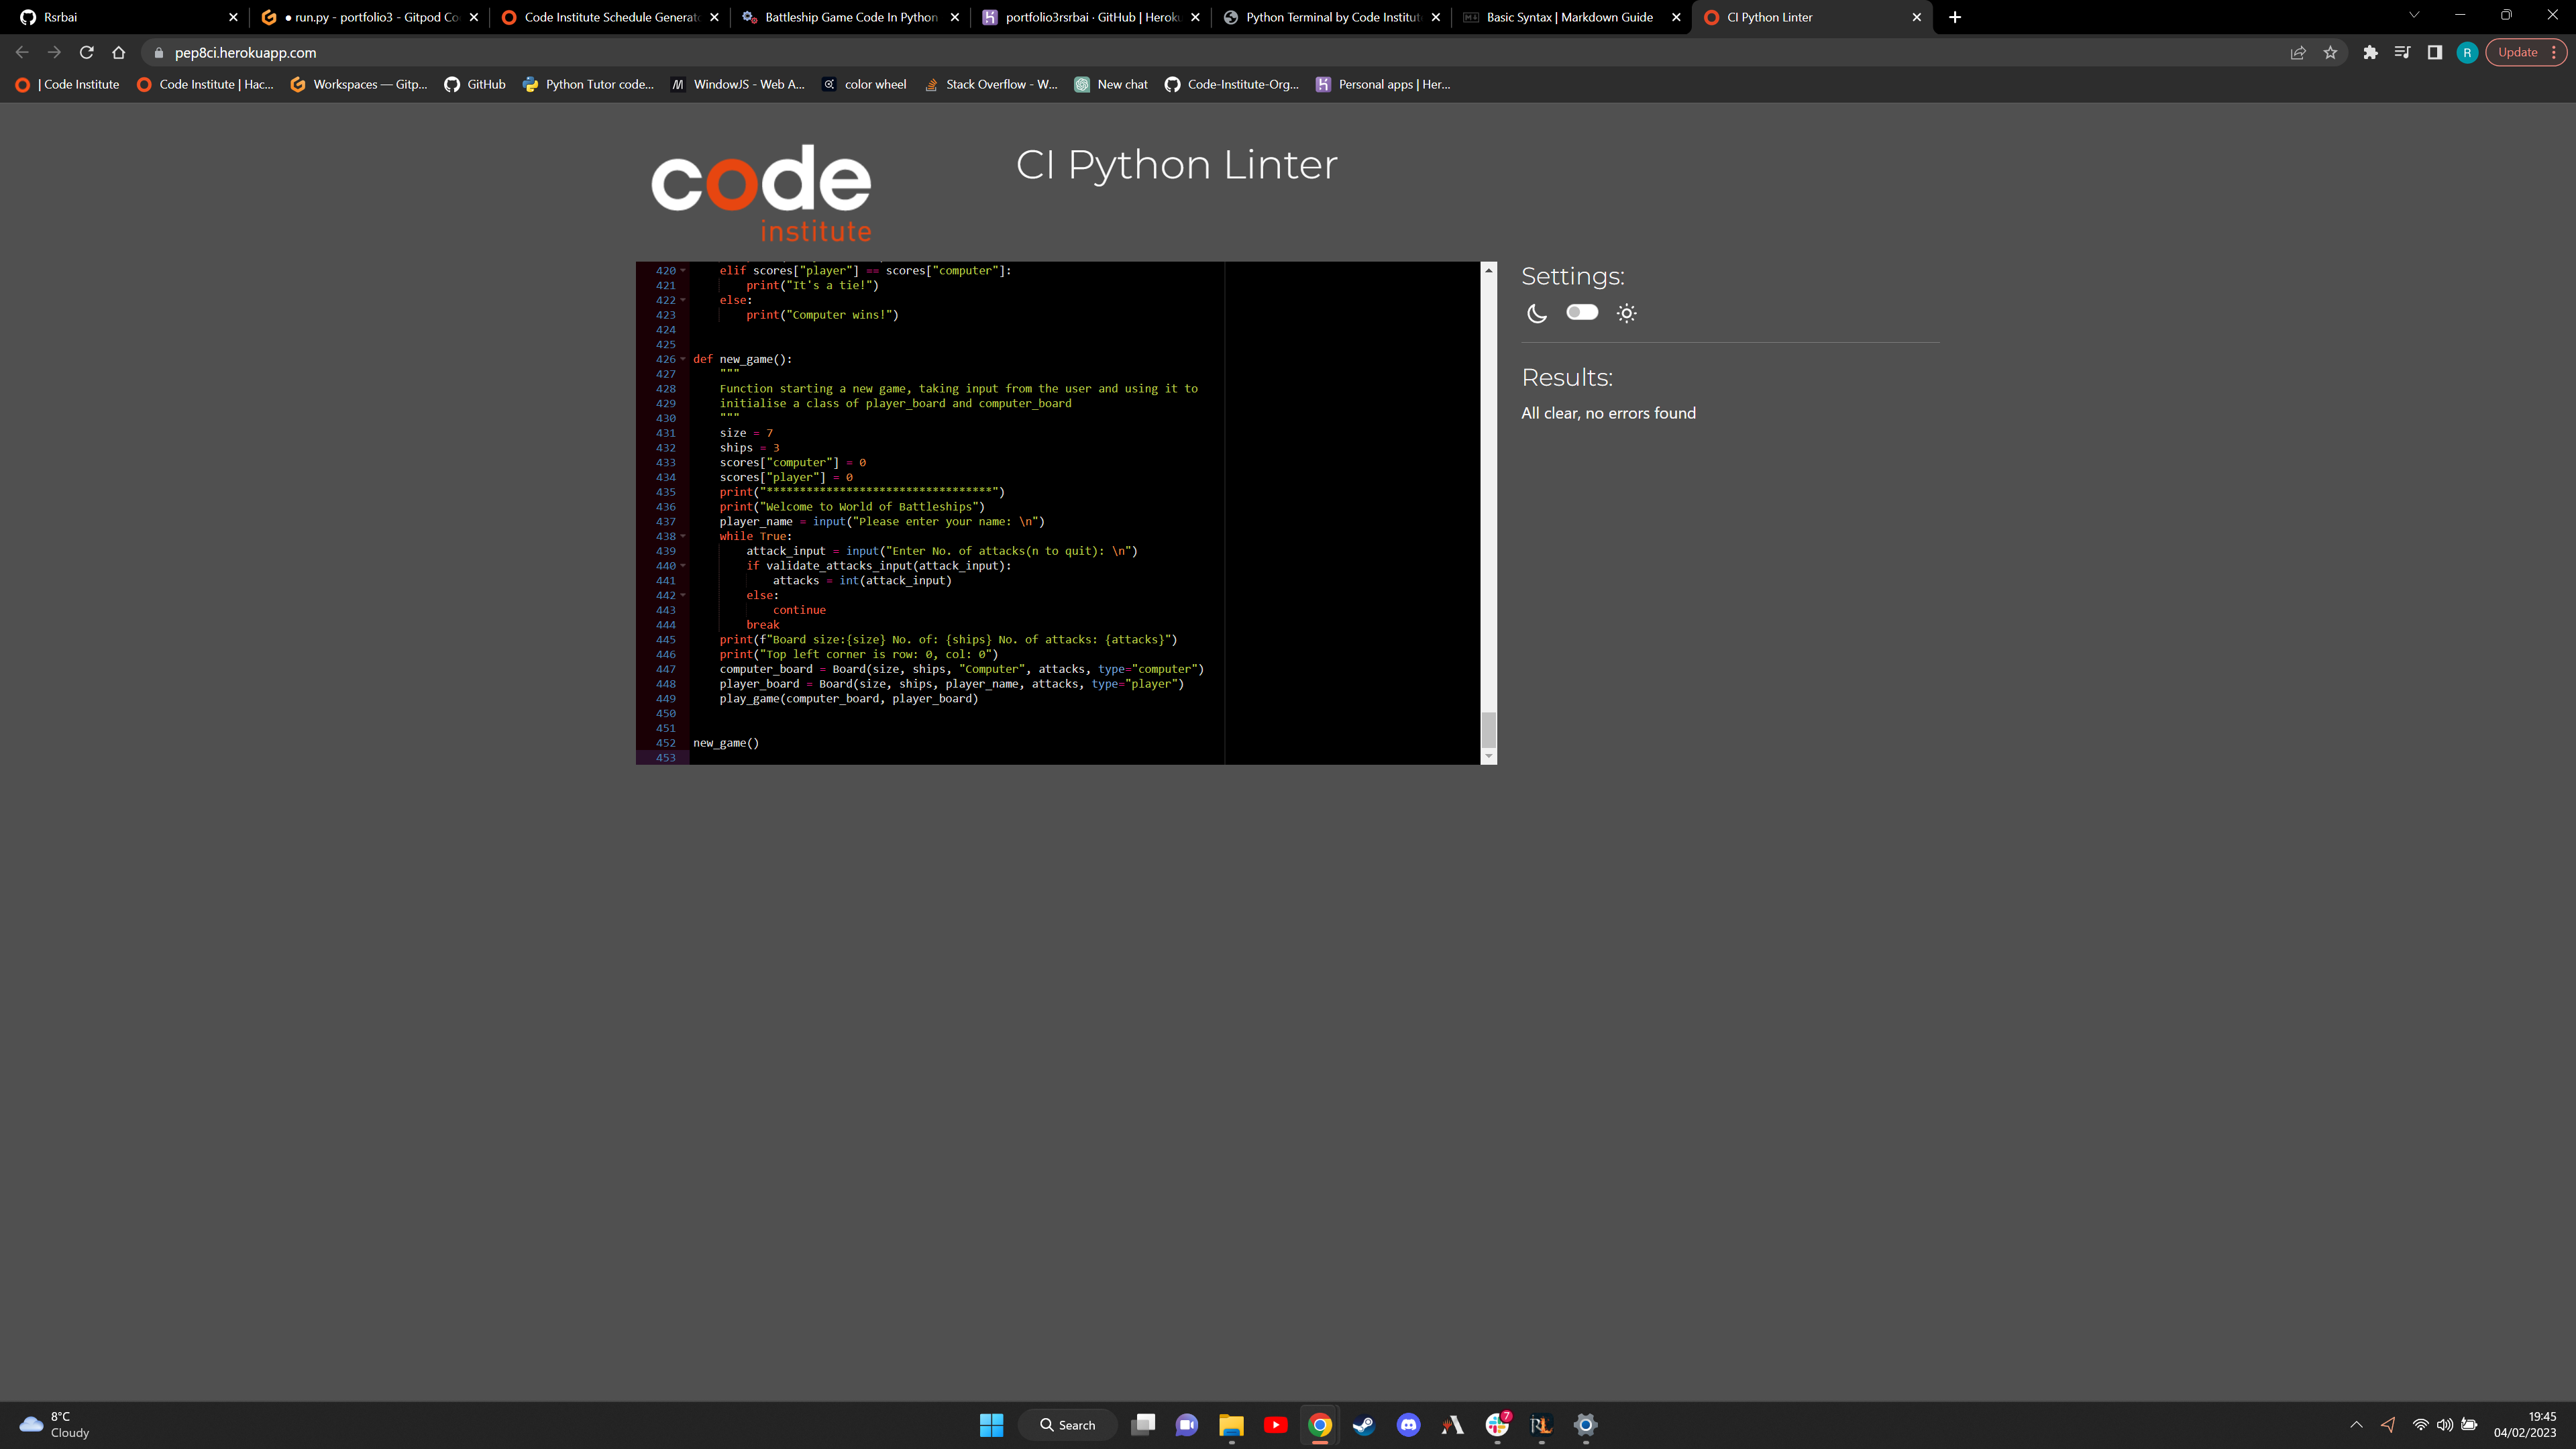 Rsrbai
● run.py - portfolio3 - Gitpod Co
Code Institute Schedule Generat
Battleship Game Code In Python
portfolio3rsrbai · GitHub | Heroku
Python Terminal by Code Institut
Basic Syntax | Markdown Guide
CI Python Linter
pep8ci.herokuapp.com
R
Update
| Code Institute
Code Institute | Hac...
Workspaces — Gitp...
GitHub
Python Tutor code...
WindowJS - Web A...
color wheel
Stack Overflow - W...
New chat
Code-Institute-Org...
Personal apps | Her...
code
institute
CI Python Linter
420 elif scores["player"] == scores["computer"]:
421 print("It's a tie!")
422 else:
423 print("Computer wins!")
424
425
426 def new_game():
427 """
428 Function starting a new game, taking input from the user and using it to
429 initialise a class of player_board and computer_board
430 """
431 size = 7
432 ships = 3
433 scores["computer"] = 0
434 scores["player"] = 0
435 print("**********************************")
436 print("Welcome to World of Battleships")
437 player_name = input("Please enter your name: \n")
438 while True:
439 attack_input = input("Enter No. of attacks(n to quit): \n")
440 if validate_attacks_input(attack_input):
441 attacks = int(attack_input)
442 else:
443 continue
444 break
445 print(f"Board size:{size} No. of: {ships} No. of attacks: {attacks}")
446 print("Top left corner is row: 0, col: 0")
447 computer_board = Board(size, ships, "Computer", attacks, type="computer")
448 player_board = Board(size, ships, player_name, attacks, type="player")
449 play_game(computer_board, player_board)
450
451
452 new_game()
453
Settings:
Results:
All clear, no errors found
8°C
Cloudy
Search
7
19:45
04/02/2023